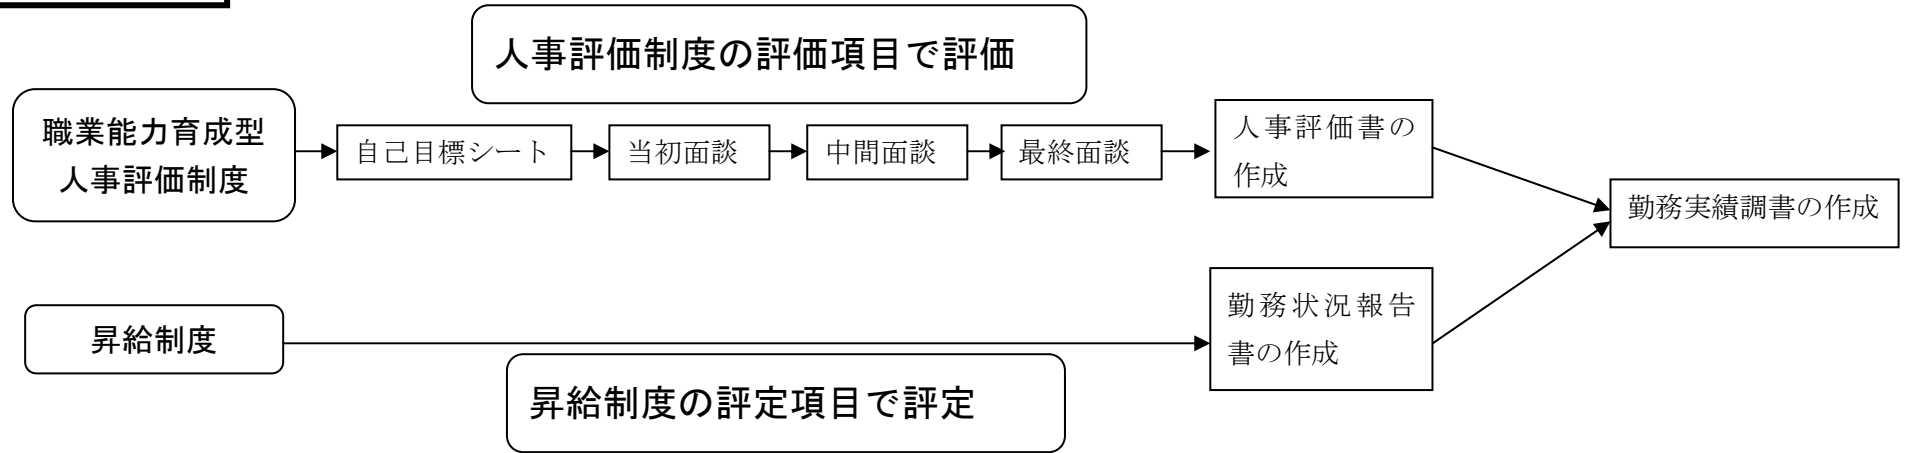 人事評価制度の評価項目で評価
職業能力育成型
人事評価制度
自己目標シート
当初面談
中間面談
最終面談
人事評価書の
作成
勤務実績調書の作成
昇給制度
勤務状況報告
書の作成
昇給制度の評定項目で評定